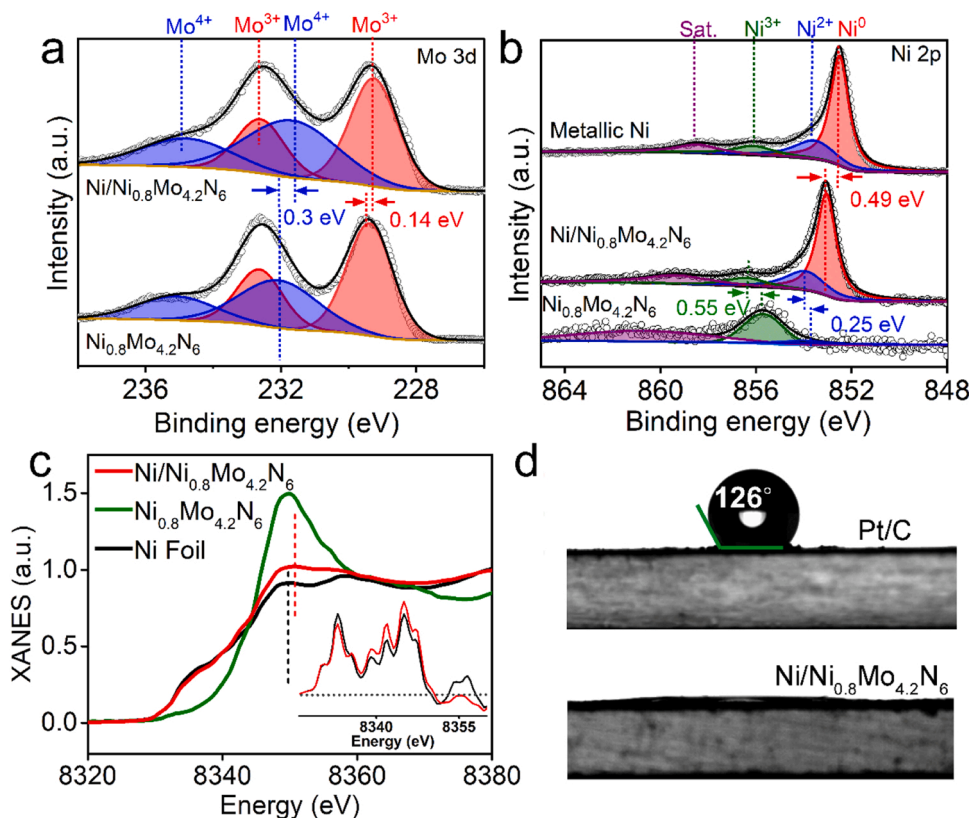 a
Mo⁴⁺ Mo³⁺ Mo⁴⁺ Mo³⁺
Mo 3d
Ni/Ni₀.₈Mo₄.₂N₆
0.3 eV
0.14 eV
Ni₀.₈Mo₄.₂N₆
Intensity (a.u.)
236 232 228
Binding energy (eV)
b
Sat. Ni³⁺ Ni²⁺ Ni⁰
Ni 2p
Metallic Ni
0.49 eV
Ni/Ni₀.₈Mo₄.₂N₆
Ni₀.₈Mo₄.₂N₆
0.55 eV
0.25 eV
Intensity (a.u.)
864 860 856 852 848
Binding energy (eV)
c
Ni/Ni₀.₈Mo₄.₂N₆
Ni₀.₈Mo₄.₂N₆
Ni Foil
XANES (a.u.)
1.5
1.0
0.5
0.0
8340 8355
Energy (eV)
8320 8340 8360 8380
Energy (eV)
d
126°
Pt/C
Ni/Ni₀.₈Mo₄.₂N₆